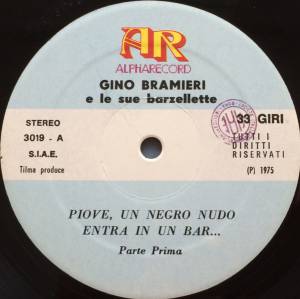 AR
ALPHARECORD
GINO BRAMIERI
e le sue barzellette
STEREO
3019 - A
S.I.A.E.
Tilme produce
33 GIRI
TUTTI I
DIRITTI
RISERVATI
(P) 1975
PIOVE, UN NEGRO NUDO
ENTRA IN UN BAR...
Parte Prima